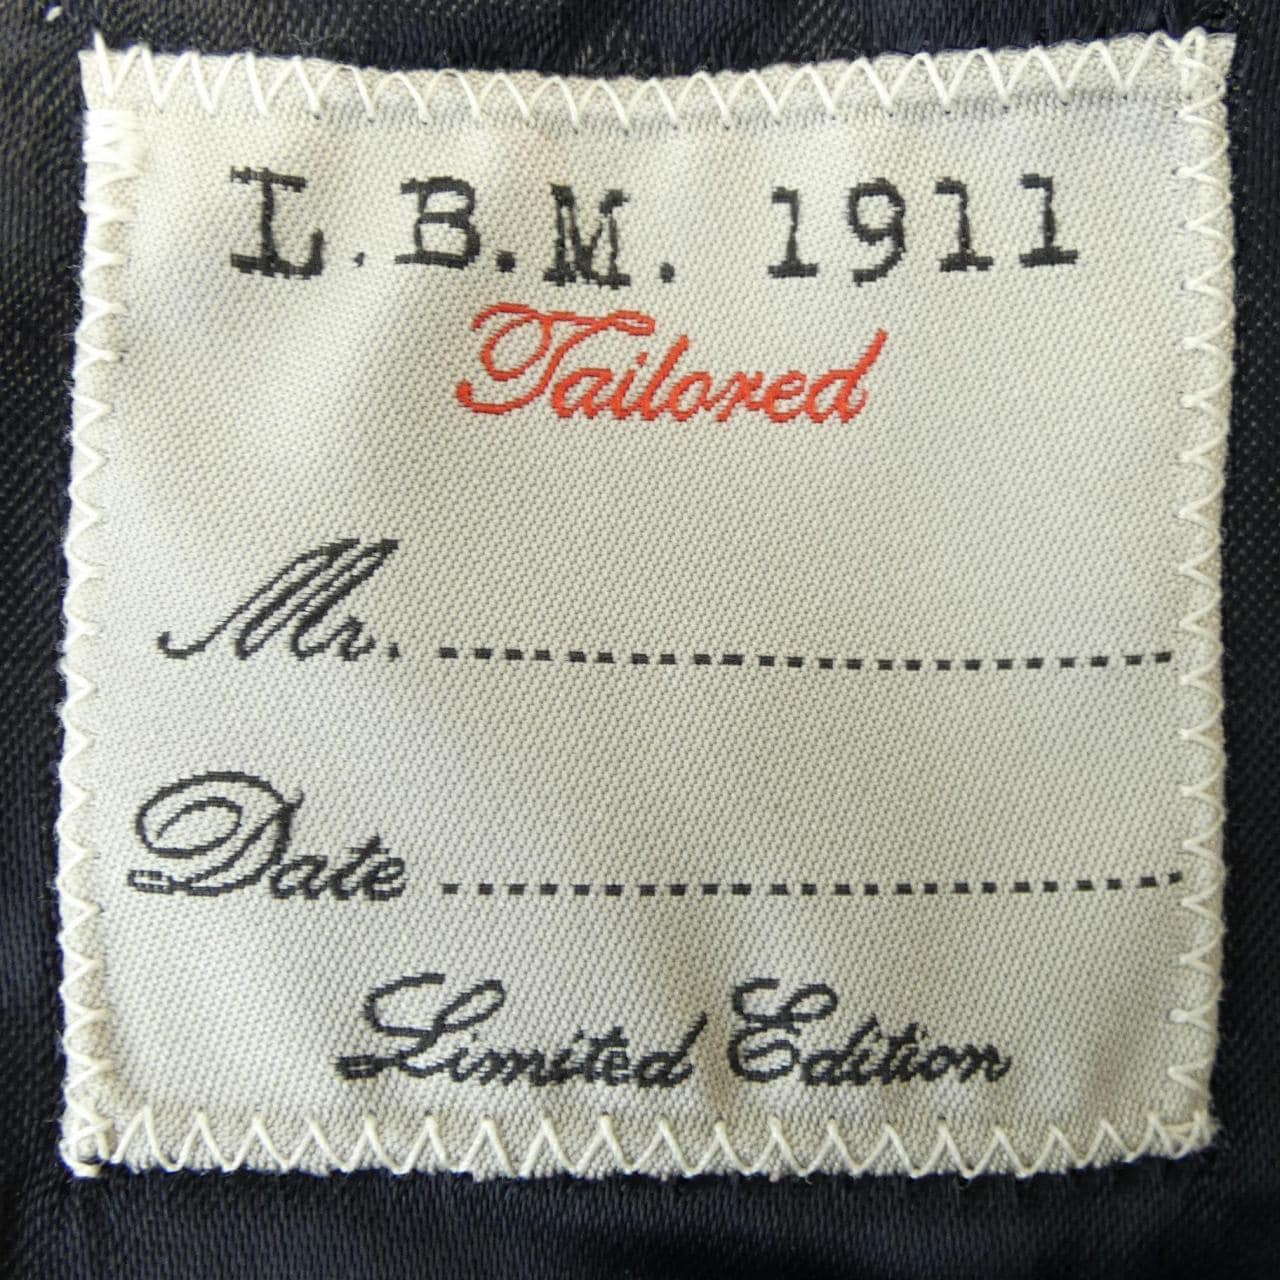 L.B.M. 1911
Tailored
Mr. ........................
Date ........................
Limited Edition